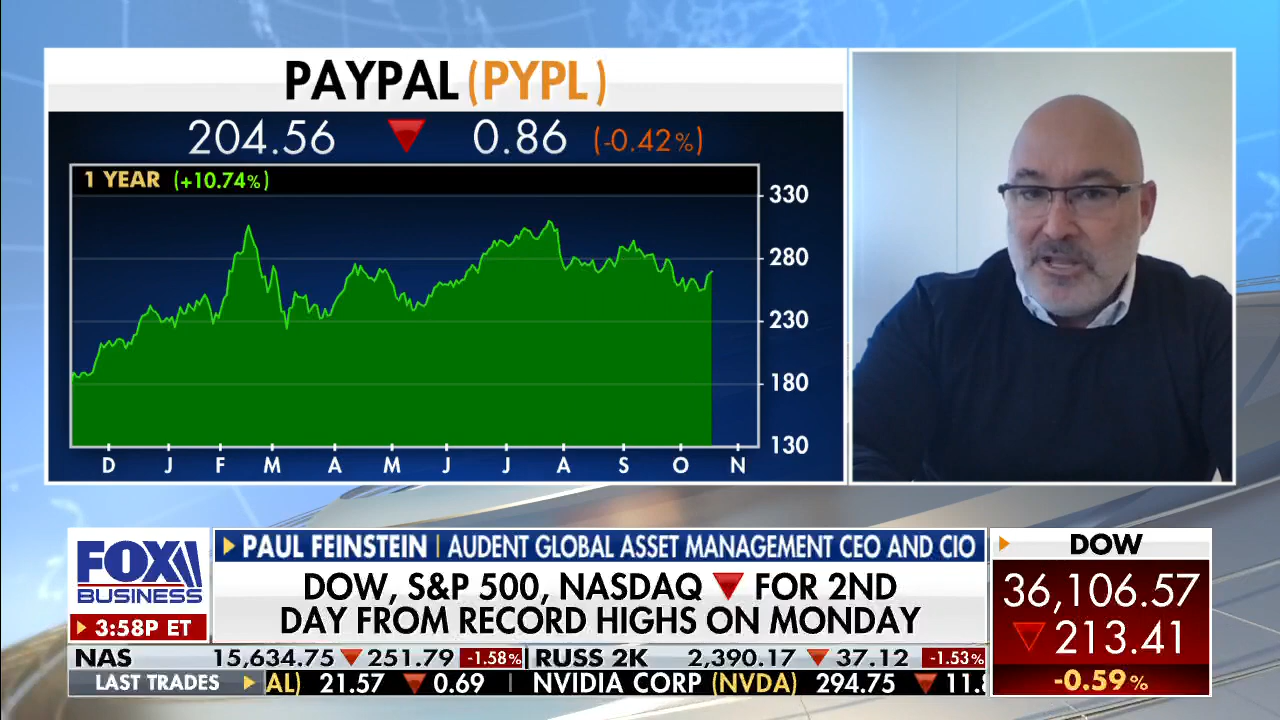 PAYPAL (PYPL)
204.56 ▼ 0.86 (-0.42%)
1 YEAR (+10.74%)
330
280
230
180
130
D J F M A M J J A S O N
FOX
BUSINESS
3:58P ET
PAUL FEINSTEIN | AUDENT GLOBAL ASSET MANAGEMENT CEO AND CIO
DOW, S&P 500, NASDAQ ▼ FOR 2ND
DAY FROM RECORD HIGHS ON MONDAY
DOW
36,106.57
▼ 213.41
-0.59%
NAS 15,634.75 ▼ 251.79 -1.58% RUSS 2K 2,390.17 ▼ 37.12 -1.53%
LAST TRADES AL) 21.57 ▼ 0.69 | NVIDIA CORP (NVDA) 294.75 ▼ 11.8